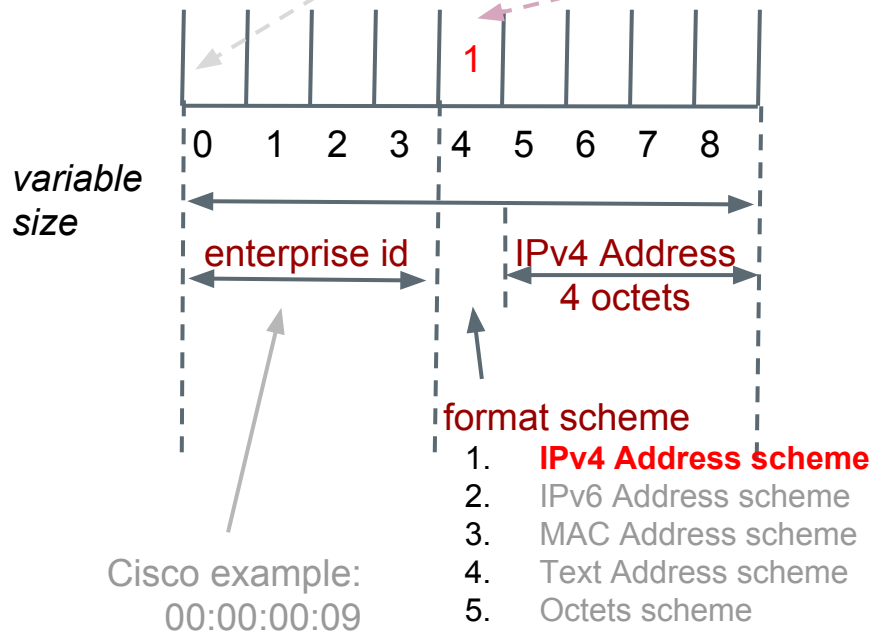 1
0 1 2 3 4 5 6 7 8
variable
size
enterprise id
IPv4 Address
4 octets
format scheme
1. IPv4 Address scheme
2. IPv6 Address scheme
3. MAC Address scheme
4. Text Address scheme
5. Octets scheme
Cisco example:
00:00:00:09